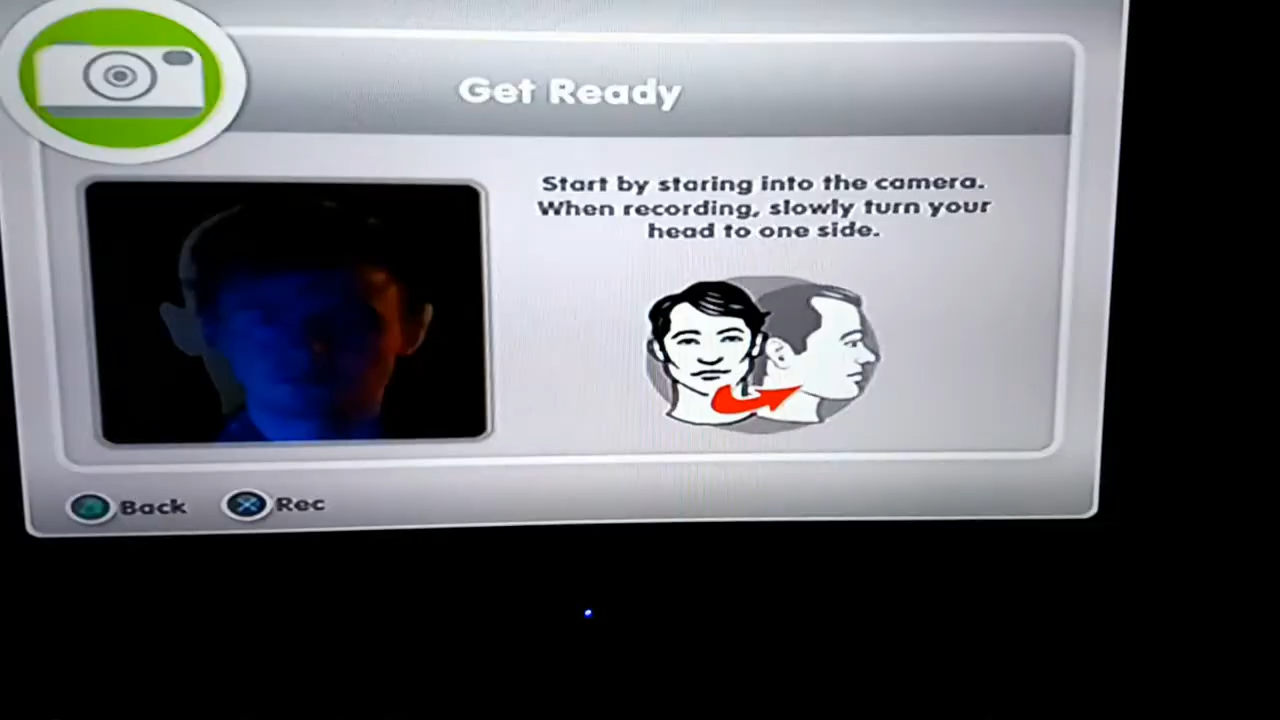 Get Ready
Start by staring into the camera.
When recording, slowly turn your
head to one side.
Back
Rec